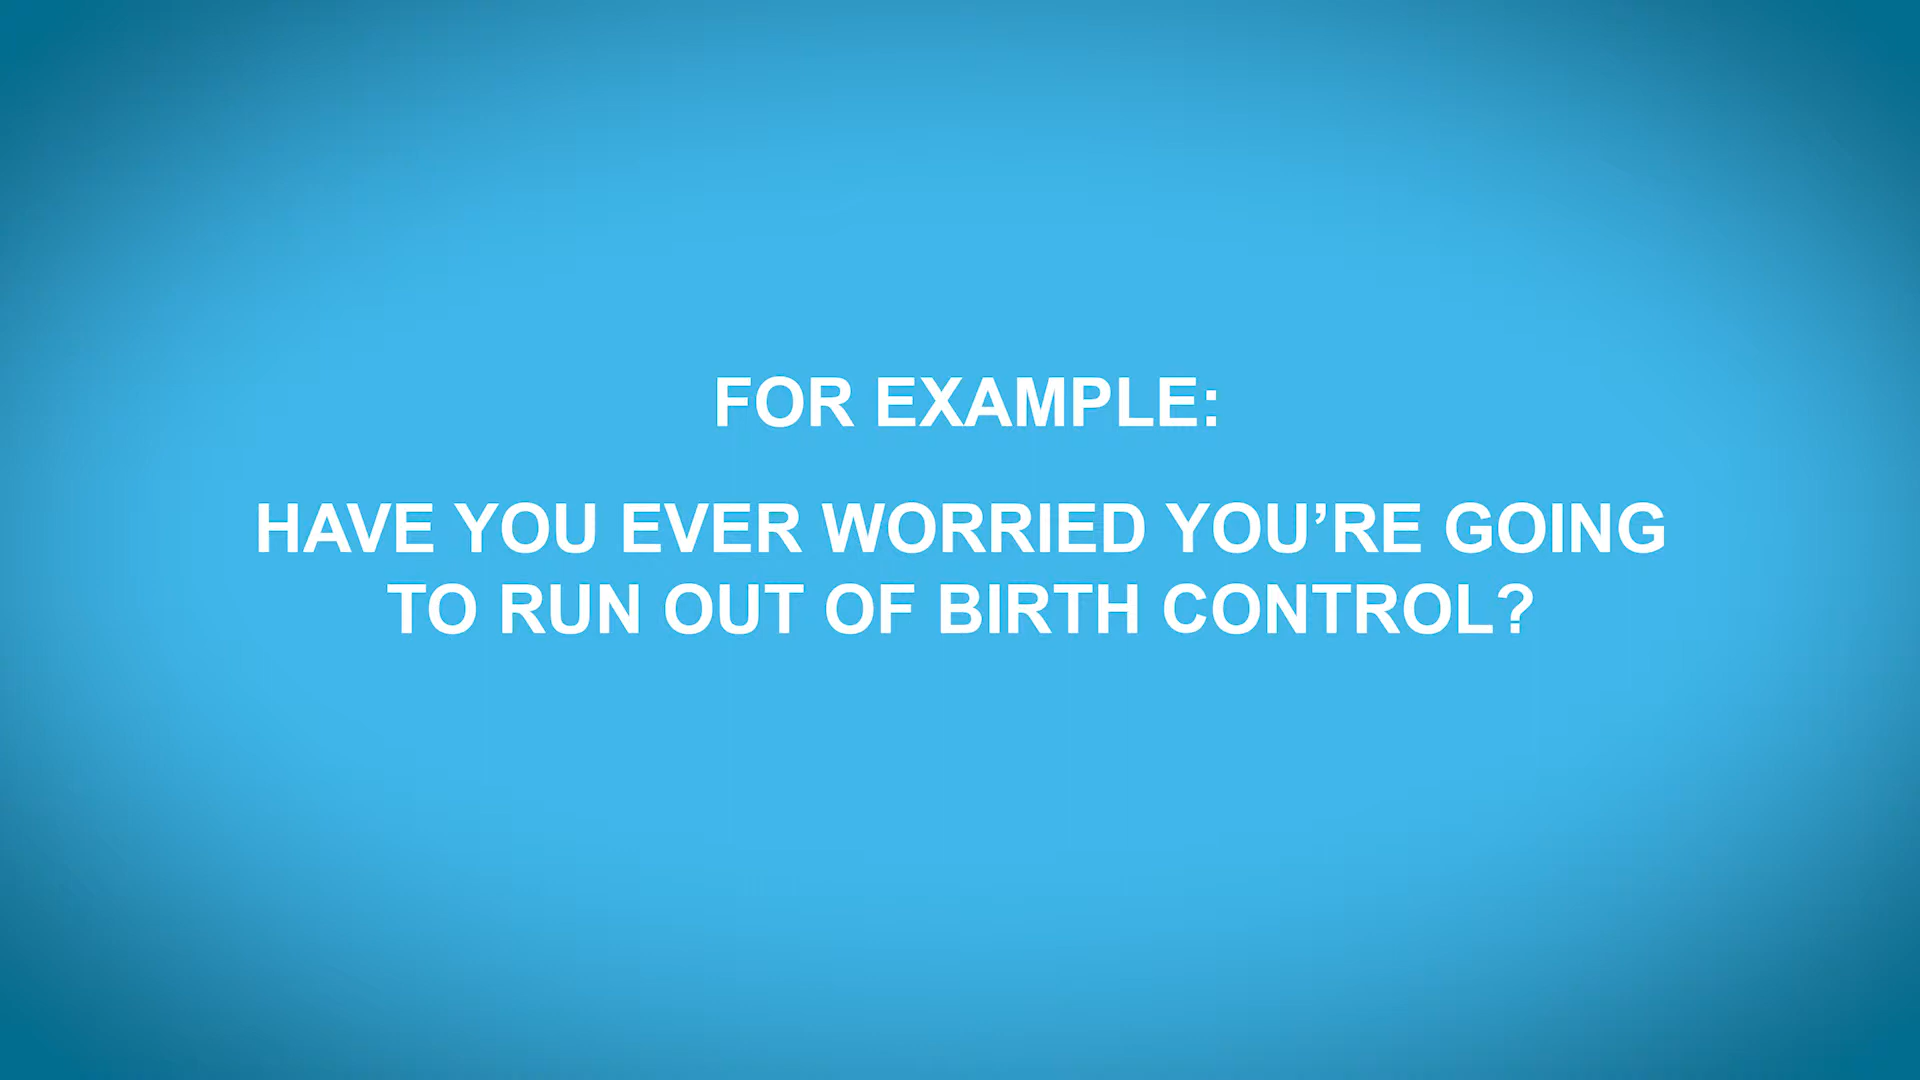 FOR EXAMPLE:
HAVE YOU EVER WORRIED YOU’RE GOING
TO RUN OUT OF BIRTH CONTROL?